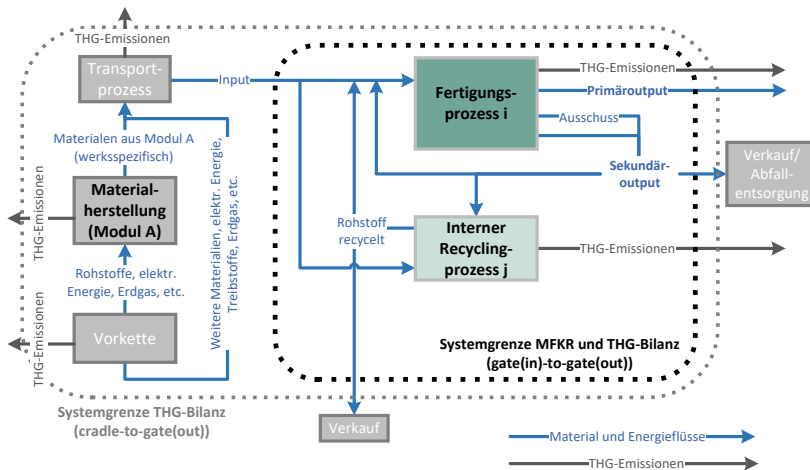 THG-Emissionen
Transport-
prozess
Input
Materialen aus Modul A
(werksspezifisch)
THG-Emissionen
Material-
herstellung
(Modul A)
Rohstoffe, elektr.
Energie, Erdgas, etc.
THG-Emissionen
Vorkette
Weitere Materialien, elektr. Energie,
Treibstoffe, Erdgas, etc.
Systemgrenze THG-Bilanz
(cradle-to-gate(out))
Fertigungs-
prozess i
THG-Emissionen
Primäroutput
Ausschuss
Sekundär-
output
Verkauf/
Abfall-
entsorgung
Rohstoff
recycelt
Interner
Recycling-
prozess j
THG-Emissionen
Systemgrenze MFKR und THG-Bilanz
(gate(in)-to-gate(out))
Verkauf
Material und Energieflüsse
THG-Emissionen